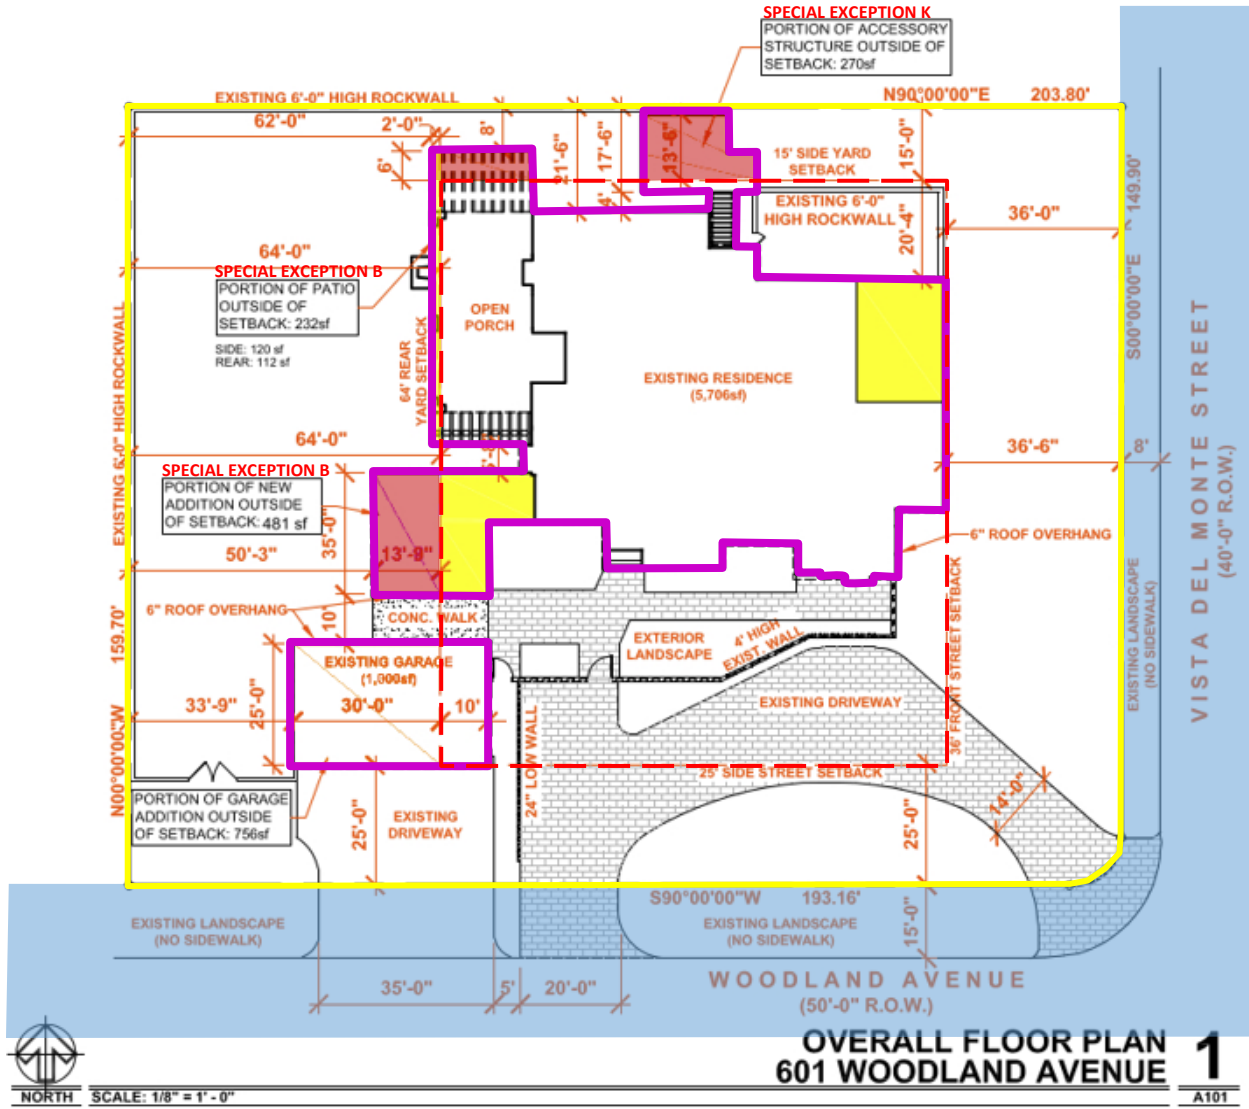 SPECIAL EXCEPTION K
PORTION OF ACCESSORY
STRUCTURE OUTSIDE OF
SETBACK: 270sf
EXISTING 6'-0" HIGH ROCKWALL
N90°00'00"E 203.80'
62'-0"
2'-0"
8'
6'
21'-6"
17'-6"
4'
13'-6"
15'-0"
15' SIDE YARD
SETBACK
149.90'
S00°00'00"E
EXISTING 6'-0"
HIGH ROCKWALL
20'-4"
36'-0"
64'-0"
SPECIAL EXCEPTION B
PORTION OF PATIO
OUTSIDE OF
SETBACK: 232sf
SIDE: 120 sf
REAR: 112 sf
OPEN
PORCH
64' REAR
YARD SETBACK
EXISTING RESIDENCE
(5,706sf)
EXISTING 6'-0" HIGH ROCKWALL
VISTA DEL MONTE STREET
(40'-0" R.O.W.)
64'-0"
36'-6"
8'
SPECIAL EXCEPTION B
PORTION OF NEW
ADDITION OUTSIDE
OF SETBACK: 481 sf
35'-0"
50'-3"
13'-9"
6" ROOF OVERHANG
6" ROOF OVERHANG
10'
CONC. WALK
159.70'
N00°00'00"W
EXTERIOR
LANDSCAPE
4' HIGH
EXIST. WALL
36' FRONT STREET SETBACK
EXISTING LANDSCAPE
(NO SIDEWALK)
EXISTING GARAGE
(1,000sf)
33'-9"
25'-0"
30'-0"
10'
EXISTING DRIVEWAY
24" LOW WALL
25' SIDE STREET SETBACK
14'-0"
PORTION OF GARAGE
ADDITION OUTSIDE
OF SETBACK: 756sf
25'-0"
EXISTING
DRIVEWAY
25'-0"
S90°00'00"W 193.16'
EXISTING LANDSCAPE
(NO SIDEWALK)
EXISTING LANDSCAPE
(NO SIDEWALK)
15'-0"
35'-0"
5'
20'-0"
WOODLAND AVENUE
(50'-0" R.O.W.)
OVERALL FLOOR PLAN
601 WOODLAND AVENUE
1
A101
NORTH
SCALE: 1/8" = 1' - 0"